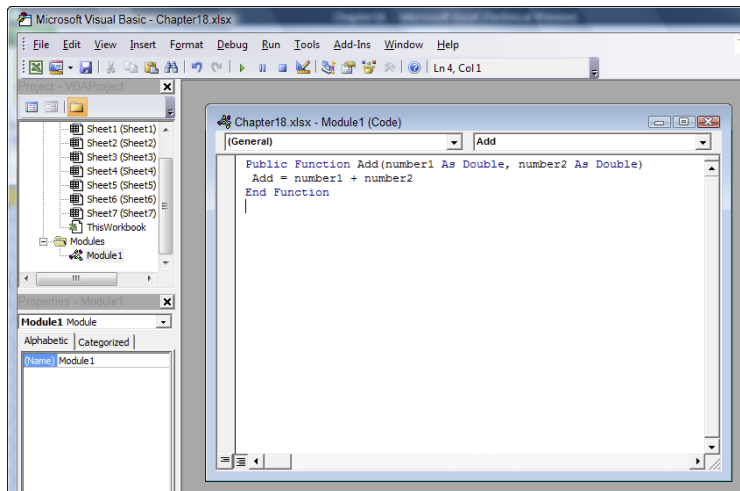 Microsoft Visual Basic - Chapter18.xlsx
File Edit View Insert Format Debug Run Tools Add-Ins Window Help
Ln 4, Col 1
Project - VBAProject
Sheet1 (Sheet1)
Sheet2 (Sheet2)
Sheet3 (Sheet3)
Sheet4 (Sheet4)
Sheet5 (Sheet5)
Sheet6 (Sheet6)
Sheet7 (Sheet7)
ThisWorkbook
Modules
Module1
Properties - Module1
Module1 Module
Alphabetic Categorized
(Name) Module1
Chapter18.xlsx - Module1 (Code)
(General) Add
Public Function Add(number1 As Double, number2 As Double)
Add = number1 + number2
End Function